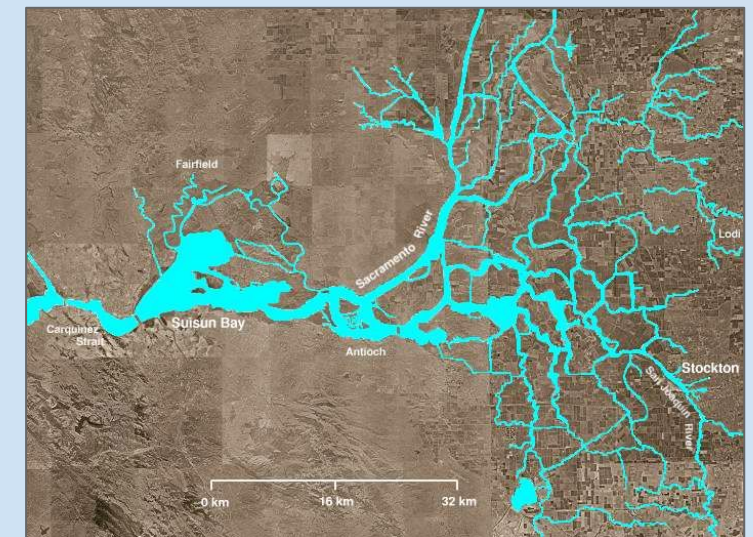 Fairfield
Sacramento River
Lodi
Carquinez
Strait
Suisun Bay
Antioch
Stockton
San Joaquin River
0 km
16 km
32 km